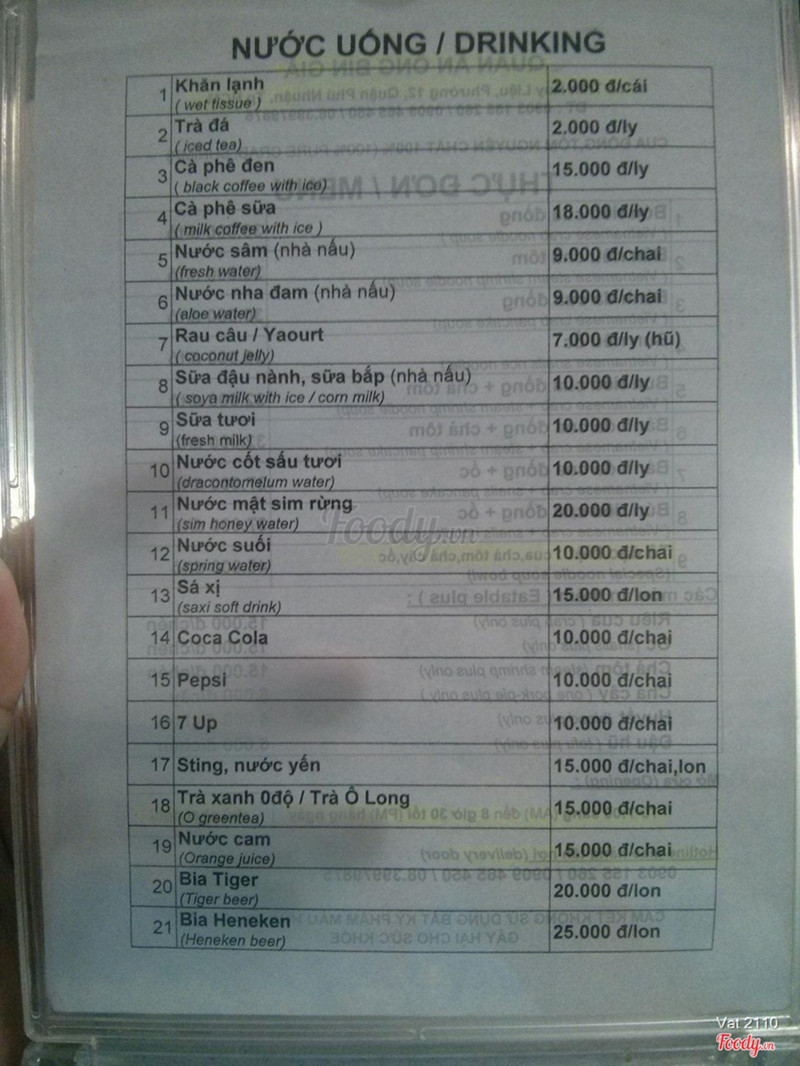 NƯỚC UỐNG / DRINKING
1 Khăn lạnh 2.000 đ/cái
( wet tissue )
2 Trà đá 2.000 đ/ly
( iced tea)
3 Cà phê đen 15.000 đ/ly
( black coffee with ice)
4 Cà phê sữa 18.000 đ/ly
( milk coffee with ice )
5 Nước sâm (nhà nấu) 9.000 đ/chai
(fresh water)
6 Nước nha đam (nhà nấu) 9.000 đ/chai
(aloe water)
7 Rau câu / Yaourt 7.000 đ/ly (hũ)
( coconut jelly)
8 Sữa đậu nành, sữa bắp (nhà nấu) 10.000 đ/ly
( soya milk with ice / corn milk)
9 Sữa tươi 10.000 đ/ly
(fresh milk)
10 Nước cốt sấu tươi 10.000 đ/ly
(dracontomelum water)
11 Nước mật sim rừng 20.000 đ/ly
(sim honey water)
12 Nước suối 10.000 đ/chai
(spring water)
13 Sá xị 15.000 đ/lon
(saxi soft drink)
14 Coca Cola 10.000 đ/chai
15 Pepsi 10.000 đ/chai
16 7 Up 10.000 đ/chai
17 Sting, nước yến 15.000 đ/chai,lon
18 Trà xanh 0độ / Trà Ô Long 15.000 đ/chai
(O greentea)
19 Nước cam 15.000 đ/chai
(Orange juice)
20 Bia Tiger 20.000 đ/lon
(Tiger beer)
21 Bia Heneken 25.000 đ/lon
(Heneken beer)
Foody.vn
Vat 2110
Foody.vn